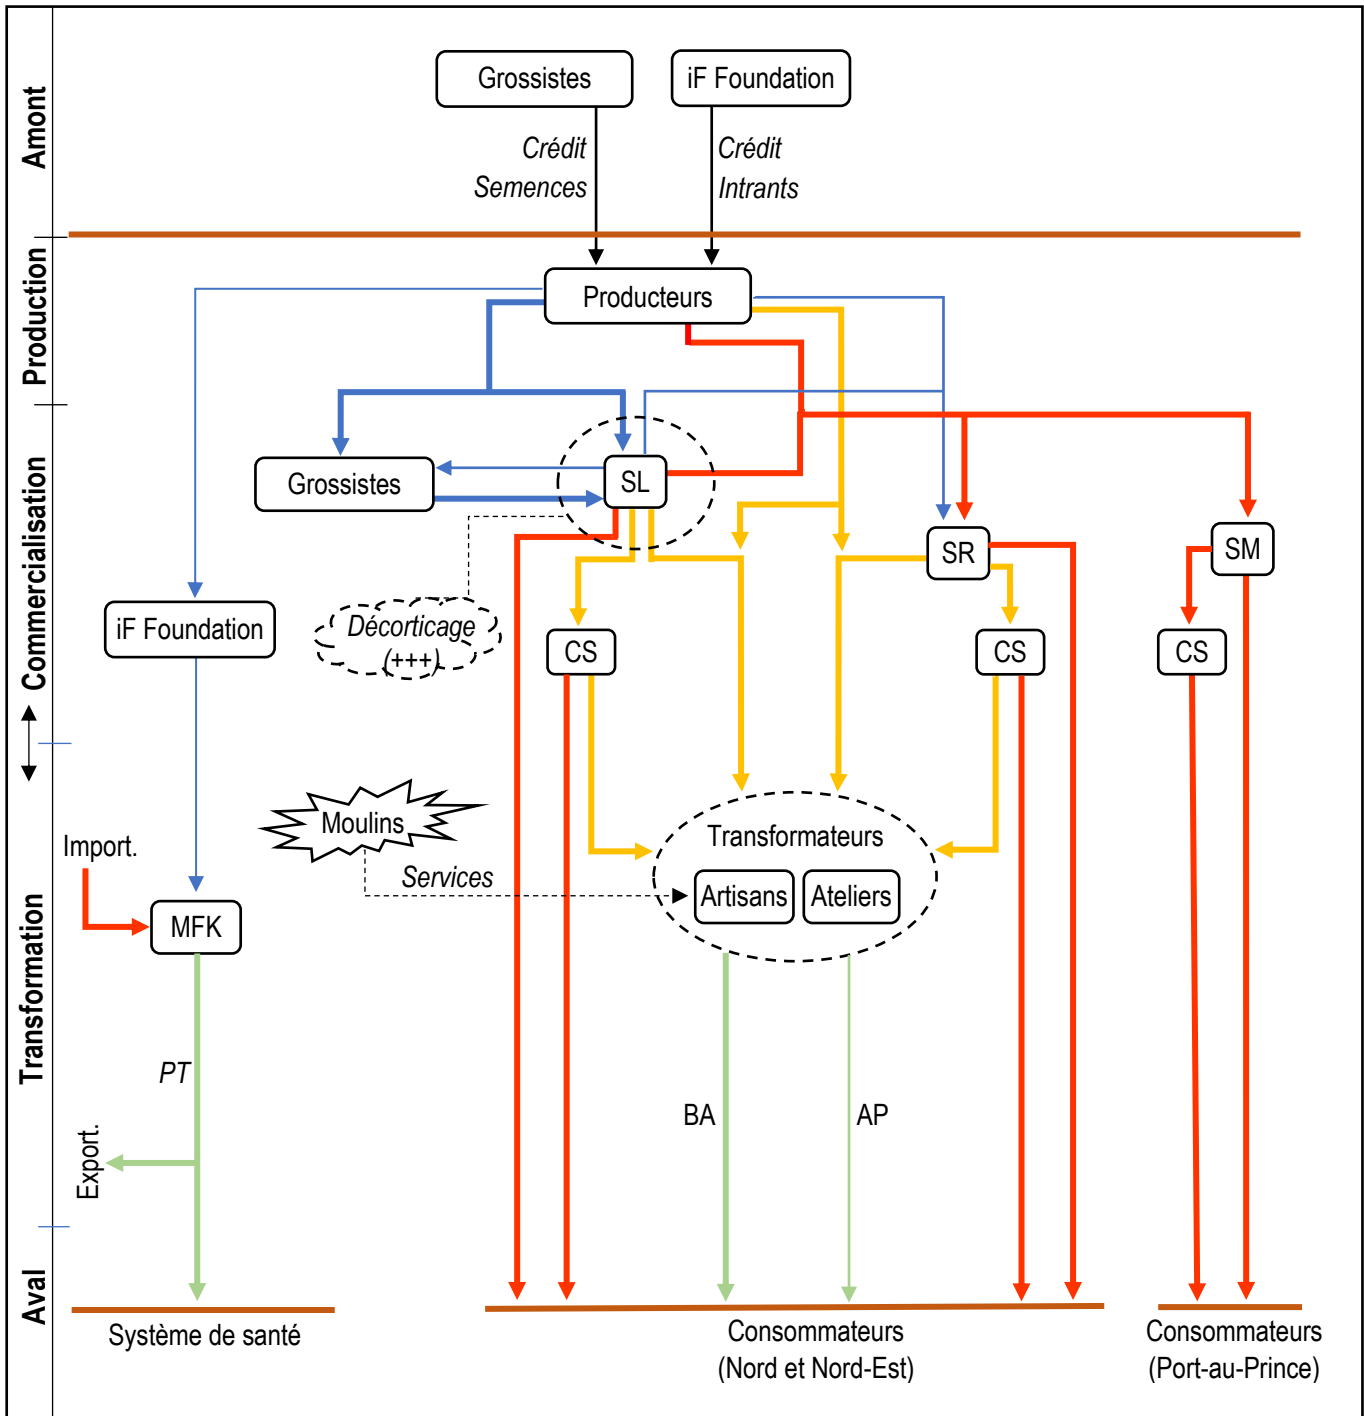 Amont
Grossistes
iF Foundation
Crédit
Semences
Crédit
Intrants
Production
Producteurs
Commercialisation
Grossistes
SL
SR
SM
Décorticage
(+++)
iF Foundation
CS
CS
CS
Transformation
Moulins
Services
Import.
MFK
Transformateurs
Artisans
Ateliers
PT
BA
AP
Export.
Aval
Système de santé
Consommateurs
(Nord et Nord-Est)
Consommateurs
(Port-au-Prince)